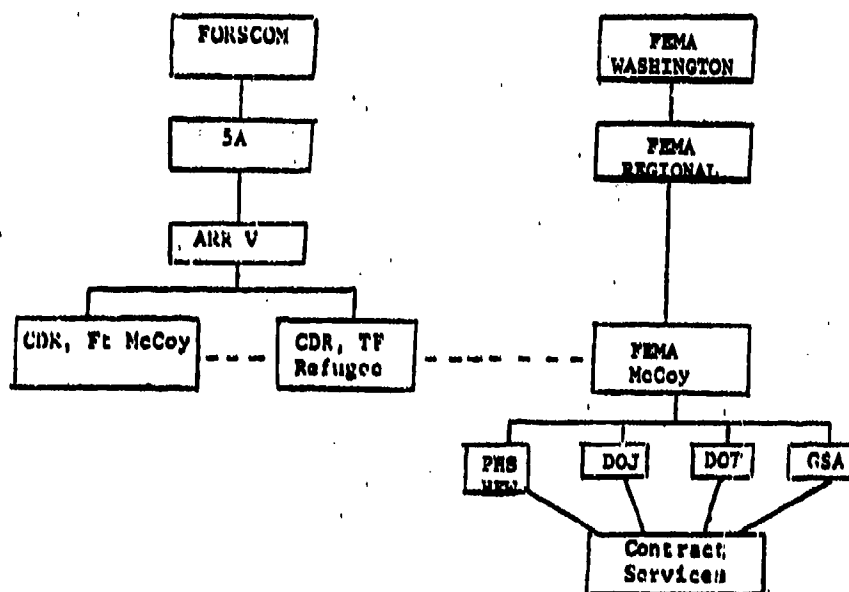 FORSCOM
FEMA
WASHINGTON
5A
FEMA
REGIONAL
ARR V
CDR, Ft McCoy
CDR, TF
Refugee
FEMA
McCoy
PHS
HEW
DOJ
DOT
GSA
Contract
Services